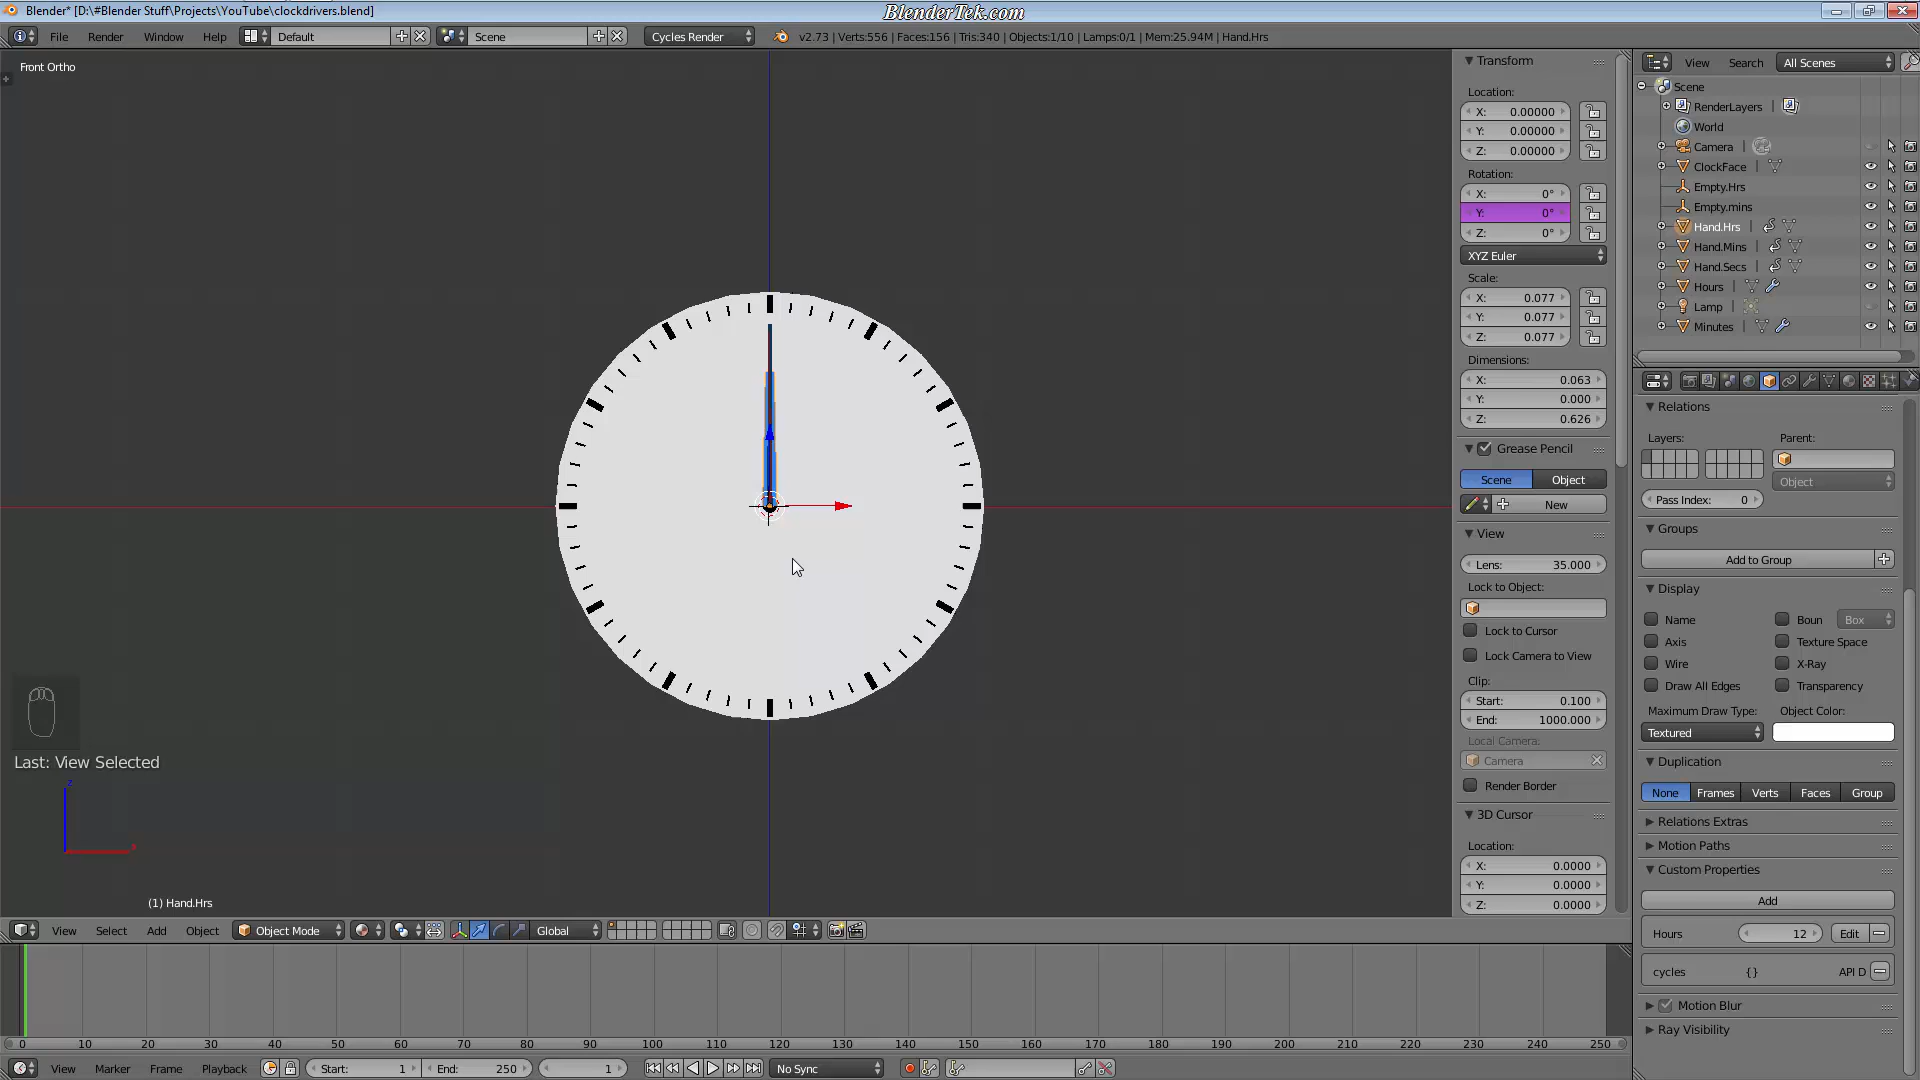 Blender* [D:\#Blender Stuff\Projects\YouTube\clockdrivers.blend]
BlenderTek.com
File Render Window Help Default Scene Cycles Render v2.73 | Verts:556 | Faces:156 | Tris:340 | Objects:1/10 | Lamps:0/1 | Mem:25.94M | Hand.Hrs
Front Ortho
Last: View Selected
z
x
(1) Hand.Hrs
View Select Add Object Object Mode Global
0 10 20 30 40 50 60 70 80 90 100 110 120 130 140 150 160 170 180 190 200 210 220 230 240 250
View Marker Frame Playback Start: 1 End: 250 1 No Sync
Transform
Location:
X: 0.00000
Y: 0.00000
Z: 0.00000
Rotation:
X: 0°
Y: 0°
Z: 0°
XYZ Euler
Scale:
X: 0.077
Y: 0.077
Z: 0.077
Dimensions:
X: 0.063
Y: 0.000
Z: 0.626
Grease Pencil
Scene Object
New
View
Lens: 35.000
Lock to Object:
Lock to Cursor
Lock Camera to View
Clip:
Start: 0.100
End: 1000.000
Local Camera:
Camera
Render Border
3D Cursor
Location:
X: 0.0000
Y: 0.0000
Z: 0.0000
View Search All Scenes
Scene
RenderLayers |
World
Camera |
ClockFace |
Empty.Hrs
Empty.mins
Hand.Hrs |
Hand.Mins |
Hand.Secs |
Hours |
Lamp |
Minutes |
Relations
Layers: Parent:
Object
Pass Index: 0
Groups
Add to Group
Display
Name Boun Box
Axis Texture Space
Wire X-Ray
Draw All Edges Transparency
Maximum Draw Type: Object Color:
Textured
Duplication
None Frames Verts Faces Group
Relations Extras
Motion Paths
Custom Properties
Add
Hours 12 Edit
cycles {} API D
Motion Blur
Ray Visibility